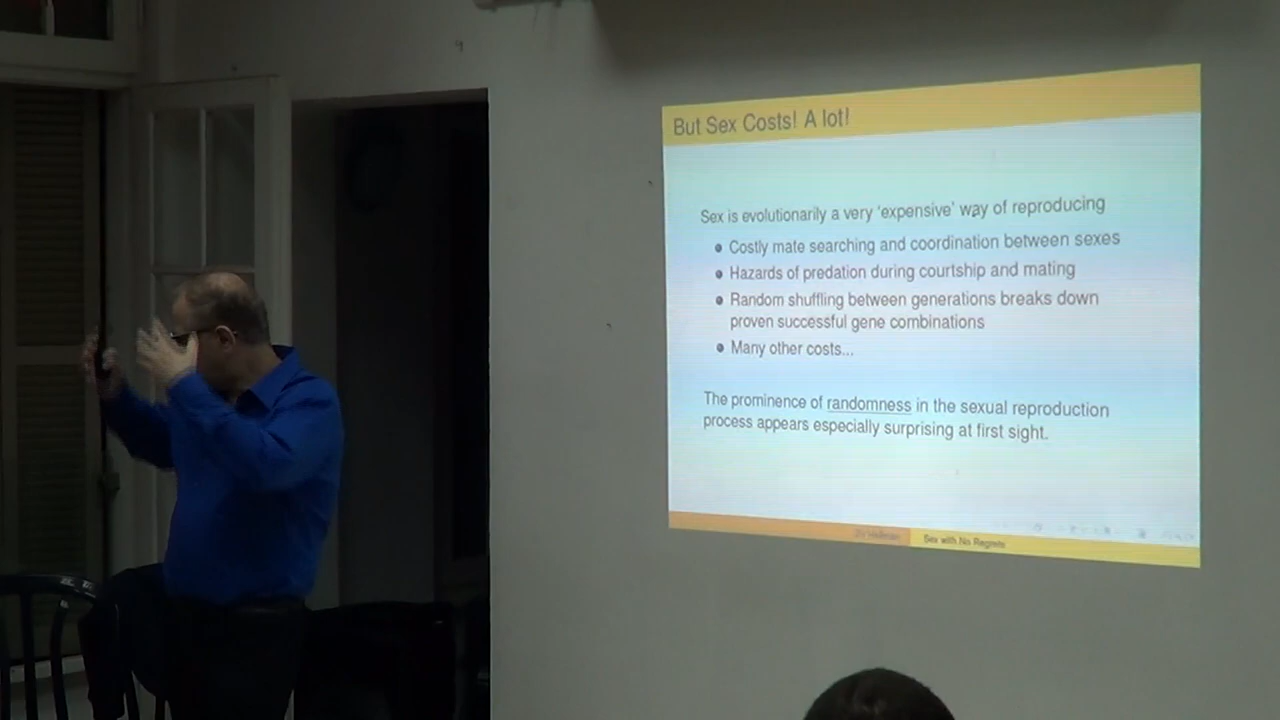 But Sex Costs! A lot!
Sex is evolutionarily a very 'expensive' way of reproducing
Costly mate searching and coordination between sexes
Hazards of predation during courtship and mating
Random shuffling between generations breaks down
proven successful gene combinations
Many other costs...
The prominence of randomness in the sexual reproduction
process appears especially surprising at first sight.
Sex with No Regrets